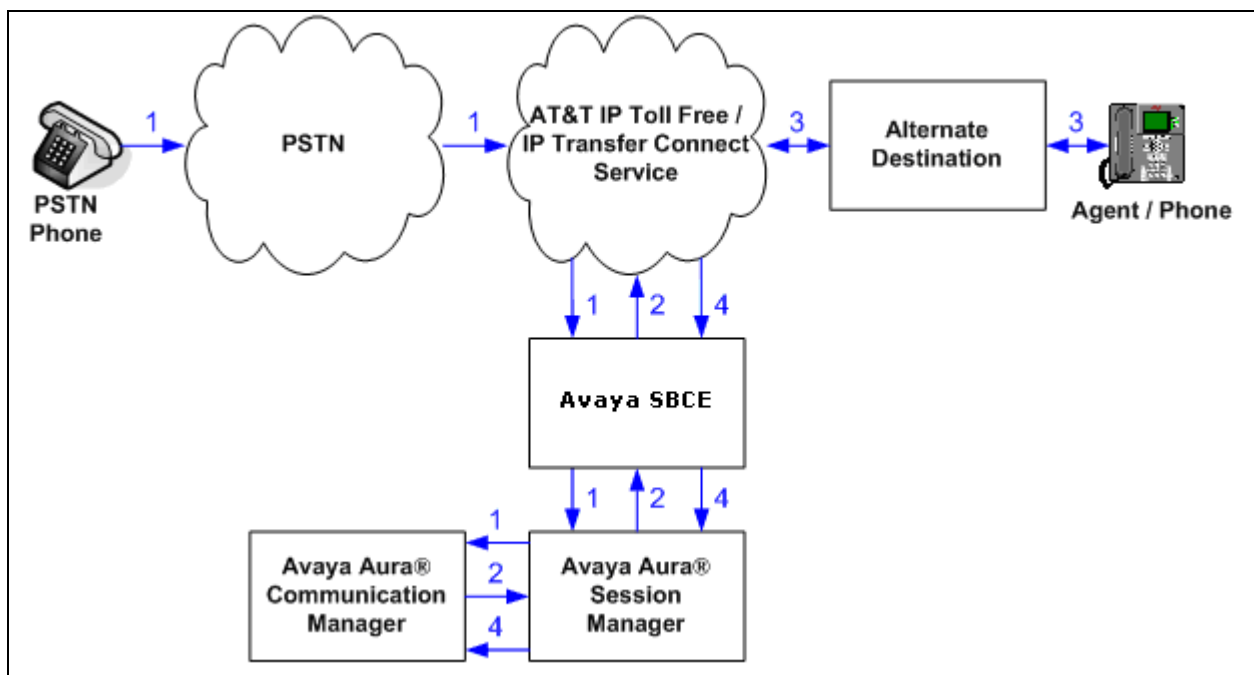 1
1
3
3
PSTN
Phone
PSTN
AT&T IP Toll Free /
IP Transfer Connect
Service
Alternate
Destination
Agent / Phone
1
2
4
Avaya SBCE
1
2
4
1
2
4
Avaya Aura®
Communication
Manager
Avaya Aura®
Session
Manager